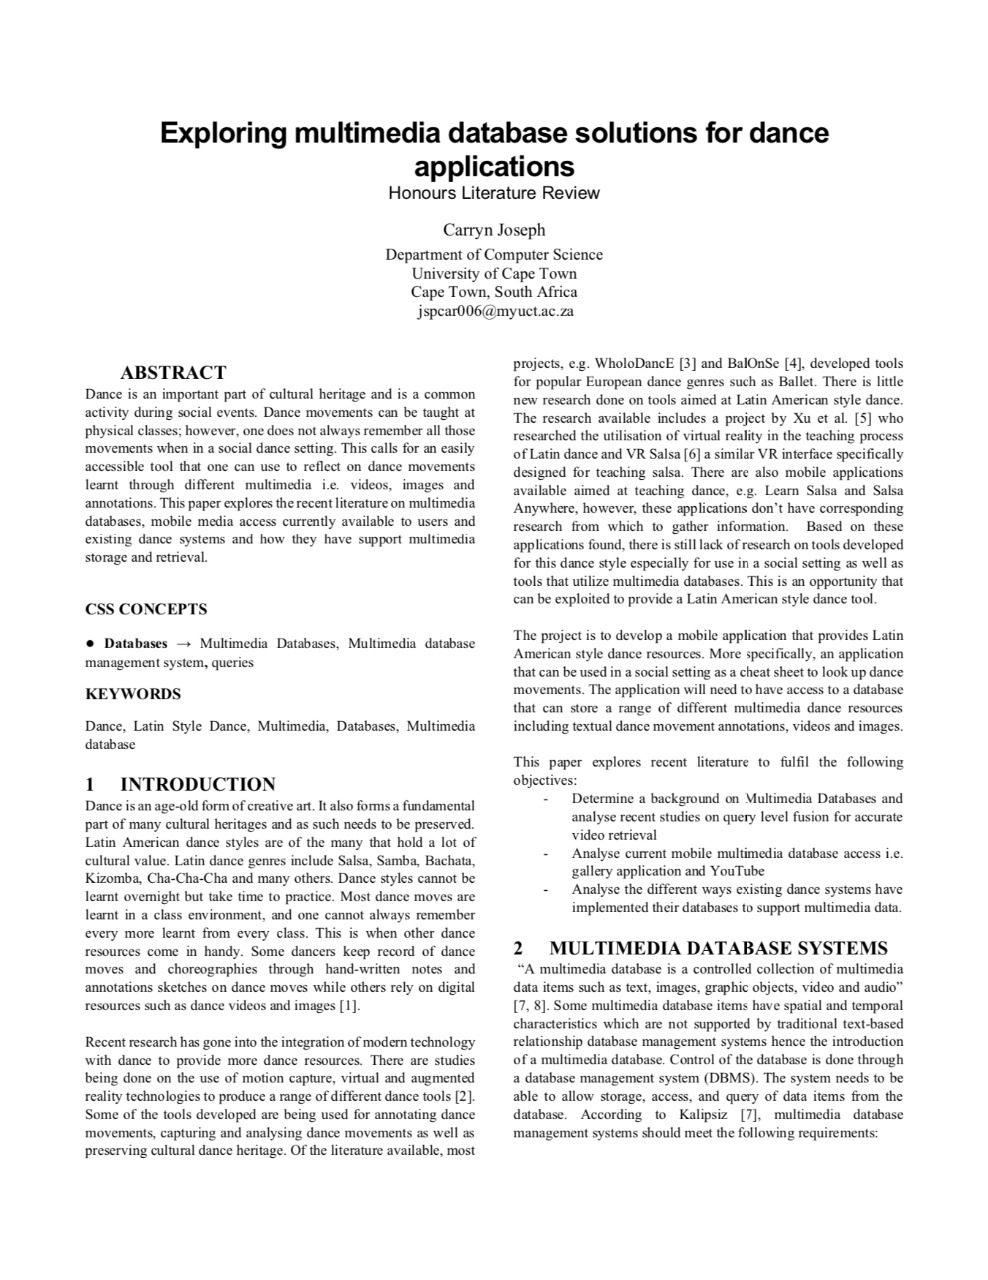 Exploring multimedia database solutions for dance
applications
Honours Literature Review
Carryn Joseph
Department of Computer Science
University of Cape Town
Cape Town, South Africa
jspcar006@myuct.ac.za
ABSTRACT
Dance is an important part of cultural heritage and is a common
activity during social events. Dance movements can be taught at
physical classes; however, one does not always remember all those
movements when in a social dance setting. This calls for an easily
accessible tool that one can use to reflect on dance movements
learnt through different multimedia i.e. videos, images and
annotations. This paper explores the recent literature on multimedia
databases, mobile media access currently available to users and
existing dance systems and how they have support multimedia
storage and retrieval.
CSS CONCEPTS
● Databases → Multimedia Databases, Multimedia database
management system, queries
KEYWORDS
Dance, Latin Style Dance, Multimedia, Databases, Multimedia
database
1 INTRODUCTION
Dance is an age-old form of creative art. It also forms a fundamental
part of many cultural heritages and as such needs to be preserved.
Latin American dance styles are of the many that hold a lot of
cultural value. Latin dance genres include Salsa, Samba, Bachata,
Kizomba, Cha-Cha-Cha and many others. Dance styles cannot be
learnt overnight but take time to practice. Most dance moves are
learnt in a class environment, and one cannot always remember
every more learnt from every class. This is when other dance
resources come in handy. Some dancers keep record of dance
moves and choreographies through hand-written notes and
annotations sketches on dance moves while others rely on digital
resources such as dance videos and images [1].
Recent research has gone into the integration of modern technology
with dance to provide more dance resources. There are studies
being done on the use of motion capture, virtual and augmented
reality technologies to produce a range of different dance tools [2].
Some of the tools developed are being used for annotating dance
movements, capturing and analysing dance movements as well as
preserving cultural dance heritage. Of the literature available, most
projects, e.g. WholoDancE [3] and BalOnSe [4], developed tools
for popular European dance genres such as Ballet. There is little
new research done on tools aimed at Latin American style dance.
The research available includes a project by Xu et al. [5] who
researched the utilisation of virtual reality in the teaching process
of Latin dance and VR Salsa [6] a similar VR interface specifically
designed for teaching salsa. There are also mobile applications
available aimed at teaching dance, e.g. Learn Salsa and Salsa
Anywhere, however, these applications don't have corresponding
research from which to gather information. Based on these
applications found, there is still lack of research on tools developed
for this dance style especially for use in a social setting as well as
tools that utilize multimedia databases. This is an opportunity that
can be exploited to provide a Latin American style dance tool.
The project is to develop a mobile application that provides Latin
American style dance resources. More specifically, an application
that can be used in a social setting as a cheat sheet to look up dance
movements. The application will need to have access to a database
that can store a range of different multimedia dance resources
including textual dance movement annotations, videos and images.
This paper explores recent literature to fulfil the following
objectives:
- Determine a background on Multimedia Databases and
analyse recent studies on query level fusion for accurate
video retrieval
- Analyse current mobile multimedia database access i.e.
gallery application and YouTube
- Analyse the different ways existing dance systems have
implemented their databases to support multimedia data.
2 MULTIMEDIA DATABASE SYSTEMS
“A multimedia database is a controlled collection of multimedia
data items such as text, images, graphic objects, video and audio”
[7, 8]. Some multimedia database items have spatial and temporal
characteristics which are not supported by traditional text-based
relationship database management systems hence the introduction
of a multimedia database. Control of the database is done through
a database management system (DBMS). The system needs to be
able to allow storage, access, and query of data items from the
database. According to Kalipsiz [7], multimedia database
management systems should meet the following requirements: